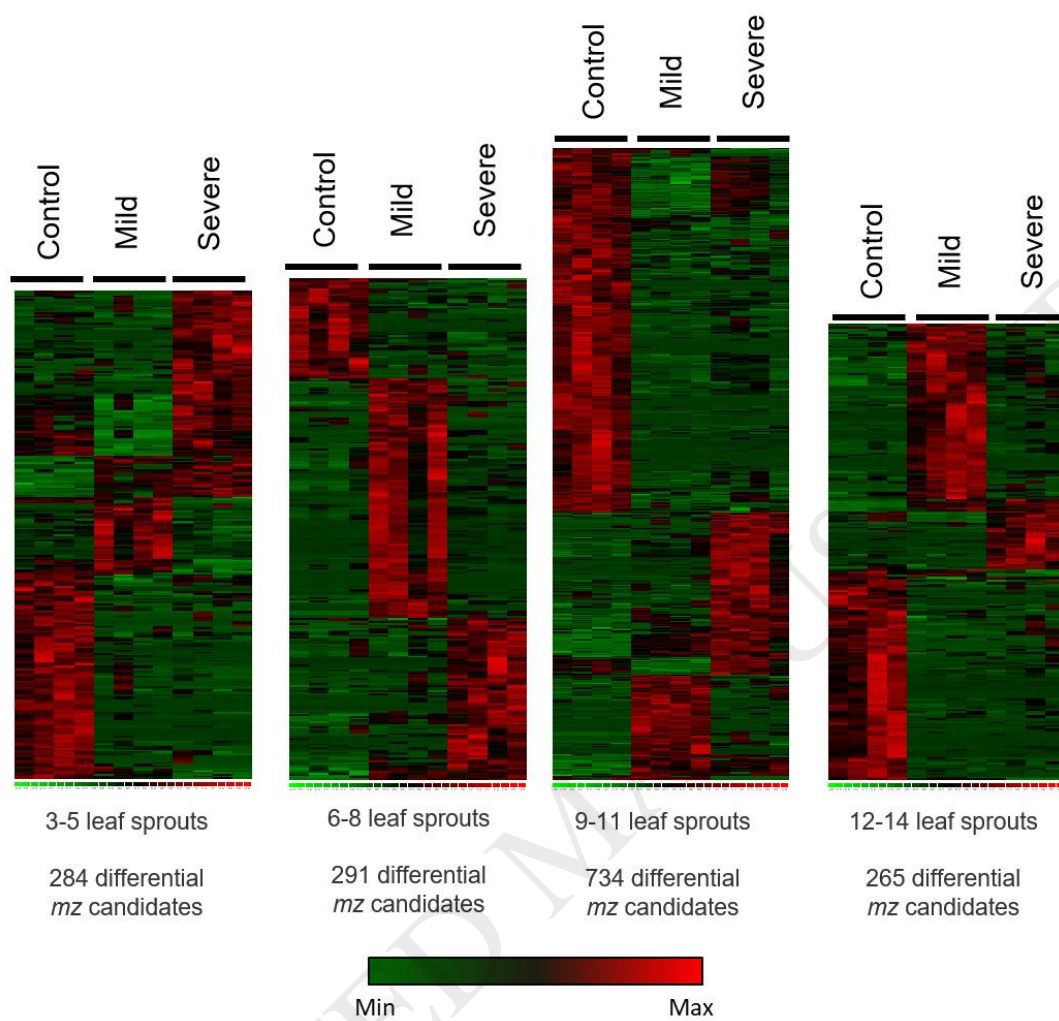 Control
Mild
Severe
Control
Mild
Severe
Control
Mild
Severe
Control
Mild
Severe
3-5 leaf sprouts
284 differential
mz candidates
6-8 leaf sprouts
291 differential
mz candidates
9-11 leaf sprouts
734 differential
mz candidates
12-14 leaf sprouts
265 differential
mz candidates
Min
Max